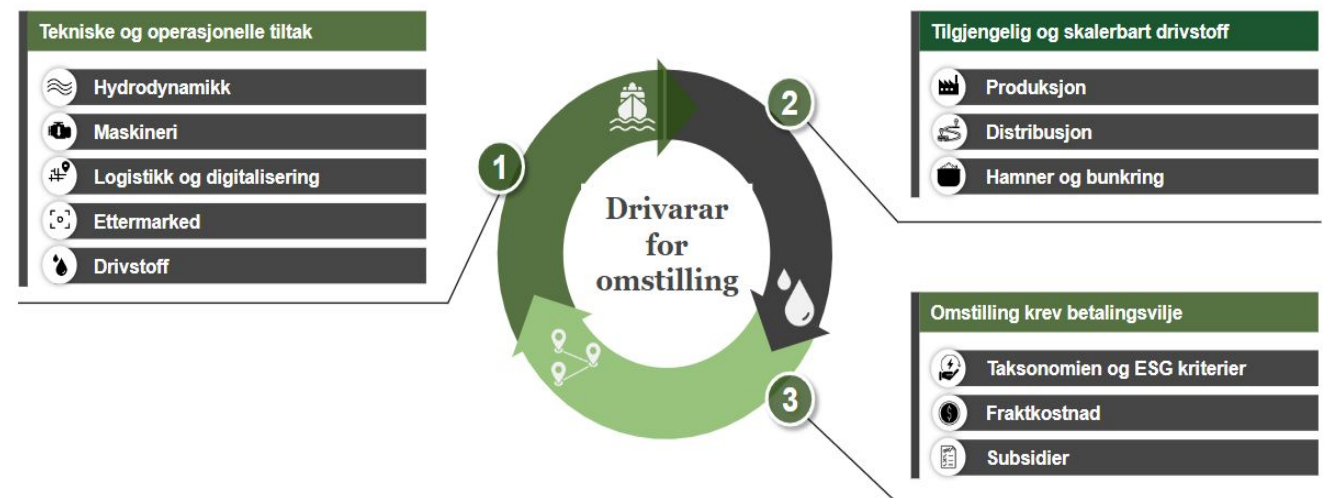 Tekniske og operasjonelle tiltak
Hydrodynamikk
Maskineri
Logistikk og digitalisering
Ettermarked
Drivstoff
1
Drivarar
for
omstilling
2
Tilgjengelig og skalerbart drivstoff
Produksjon
Distribusjon
Hamner og bunkring
3
Omstilling krev betalingsvilje
Taksonomien og ESG kriterier
Fraktkostnad
Subsidier